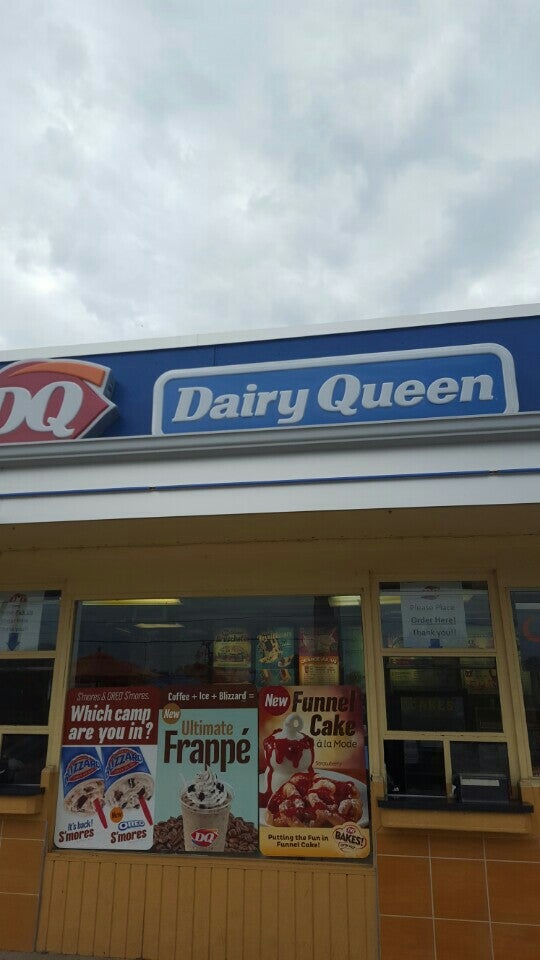 DQ
Dairy Queen
Please Place
Order Here!
Thank you!!
CAKES
S'mores & OREO S'mores.
Which camp
are you in?
BLIZZARD
BLIZZARD
It's back!
S'mores
New
OREO
S'mores
Coffee + Ice + Blizzard =
New
Ultimate
Frappé
DQ
New
Funnel
Cake
à la Mode
Strawberry
Putting the Fun in
Funnel Cake!
DQ
BAKES!